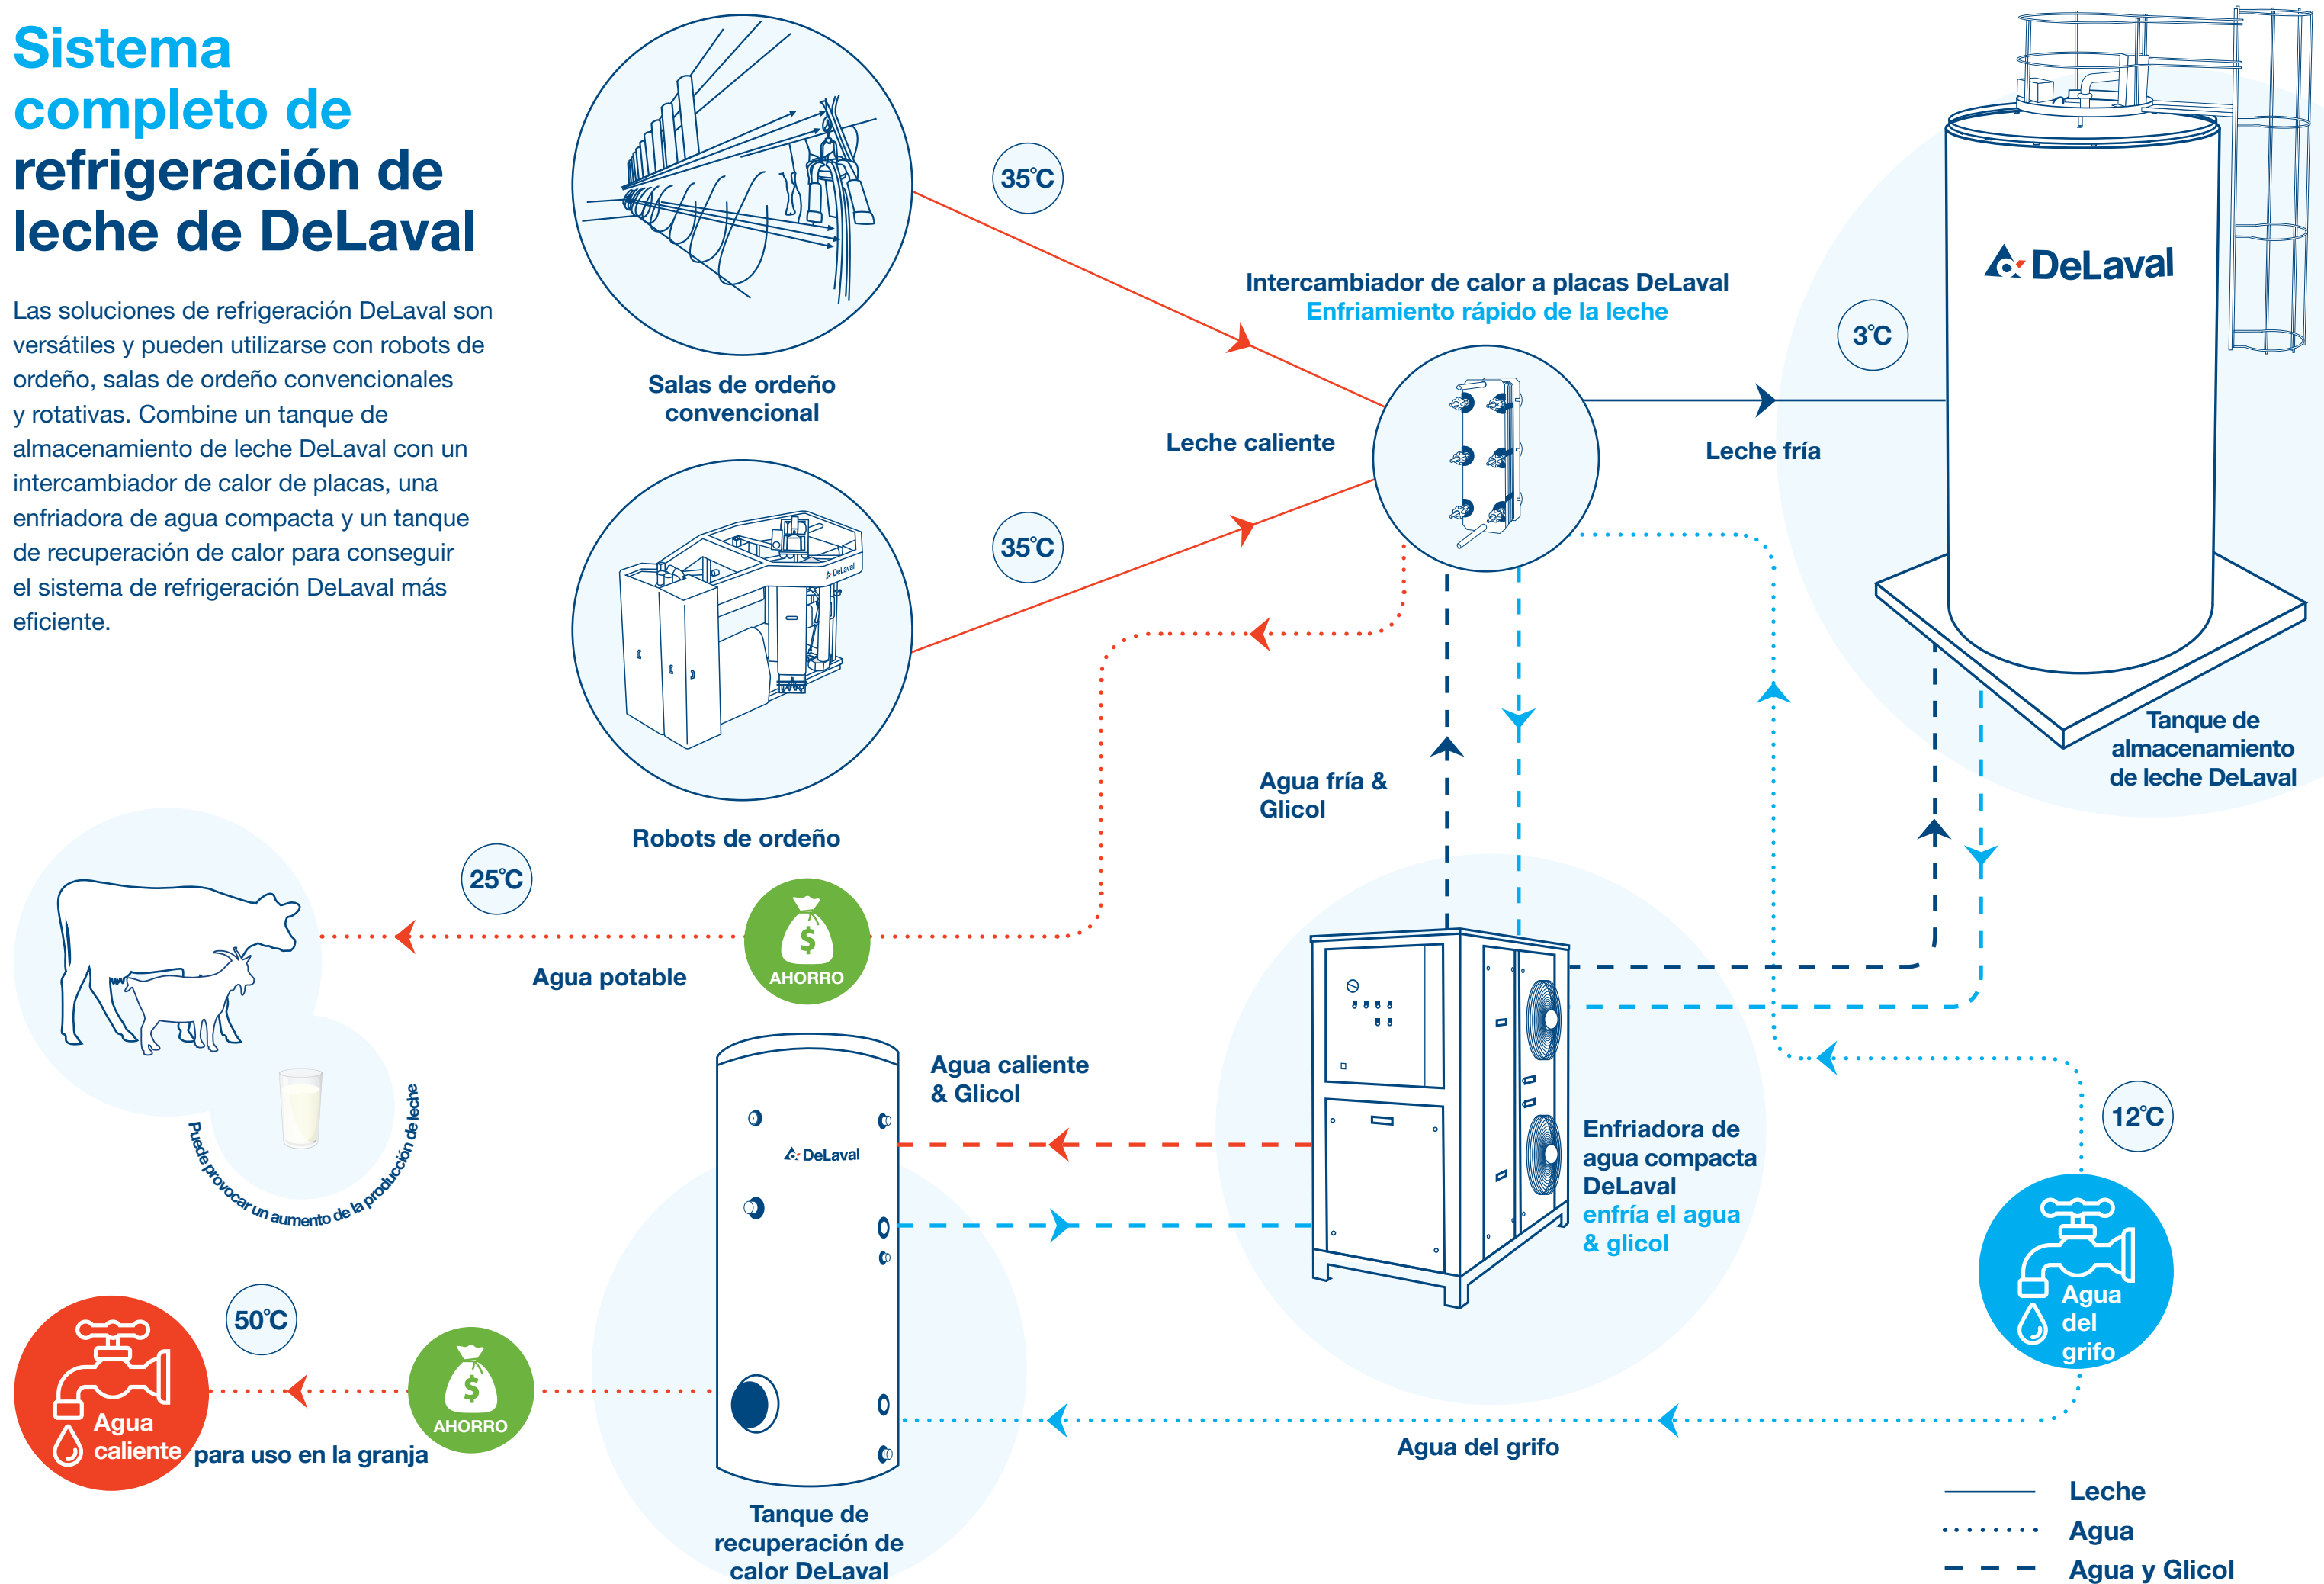 Sistema
completo de
refrigeración de
leche de DeLaval
Las soluciones de refrigeración DeLaval son
versátiles y pueden utilizarse con robots de
ordeño, salas de ordeño convencionales
y rotativas. Combine un tanque de
almacenamiento de leche DeLaval con un
intercambiador de calor de placas, una
enfriadora de agua compacta y un tanque
de recuperación de calor para conseguir
el sistema de refrigeración DeLaval más
eficiente.
35°C
Salas de ordeño
convencional
Intercambiador de calor a placas DeLaval
Enfriamiento rápido de la leche
Leche caliente
3°C
Leche fría
DeLaval
35°C
DeLaval
Robots de ordeño
Tanque de
almacenamiento
de leche DeLaval
Agua fría &
Glicol
25°C
Agua potable
$
AHORRO
Puede provocar un aumento de la producción de leche
Agua caliente
& Glicol
DeLaval
Enfriadora de
agua compacta
DeLaval
enfría el agua
& glicol
12°C
Agua
del
grifo
50°C
Agua
caliente
para uso en la granja
$
AHORRO
Agua del grifo
Tanque de
recuperación de
calor DeLaval
Leche
Agua
Agua y Glicol